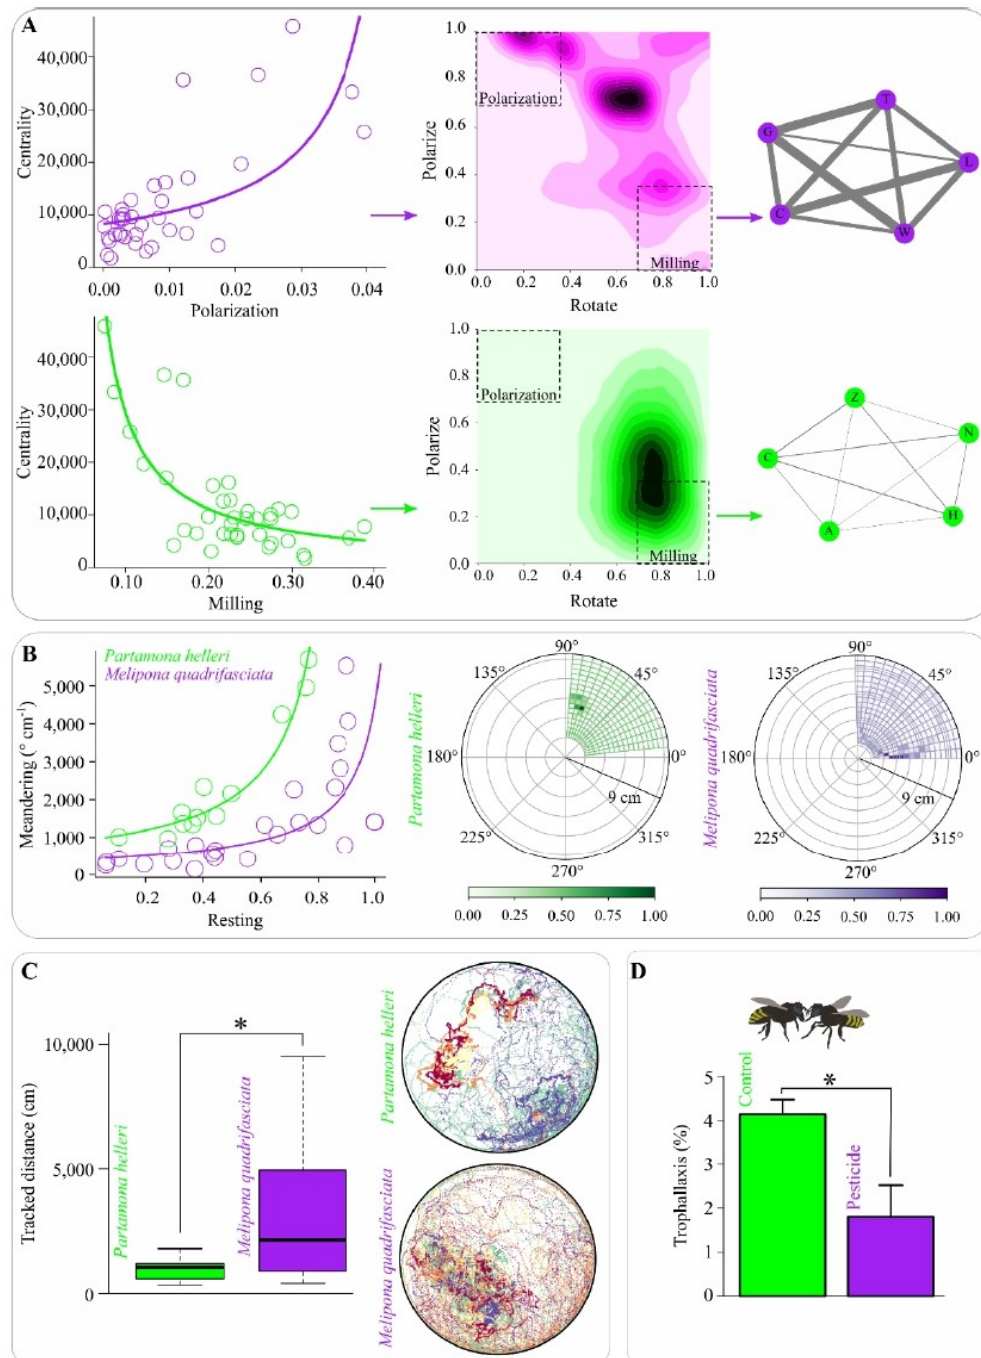 A
Centrality
40,000
30,000
20,000
10,000
0
0.00 0.01 0.02 0.03 0.04
Polarization
Polarize
1.0
0.8
0.6
0.4
0.2
0.0
Polarization
Milling
0.0 0.2 0.4 0.6 0.8 1.0
Rotate
T
G
L
C
W
Centrality
40,000
30,000
20,000
10,000
0
0.10 0.20 0.30 0.40
Milling
Polarize
1.0
0.8
0.6
0.4
0.2
0.0
Polarization
Milling
0.0 0.2 0.4 0.6 0.8 1.0
Rotate
Z
N
C
H
A
B
Partamona helleri
Melipona quadrifasciata
Meandering (° cm⁻¹)
5,000
4,000
3,000
2,000
1,000
0
0.2 0.4 0.6 0.8 1.0
Resting
Partamona helleri
90°
135° 45°
180° 0°
9 cm
225° 315°
270°
0.00 0.25 0.50 0.75 1.00
Melipona quadrifasciata
90°
135° 45°
180° 0°
9 cm
225° 315°
270°
0.00 0.25 0.50 0.75 1.00
C
Tracked distance (cm)
10,000
5,000
0
*
Partamona helleri
Melipona quadrifasciata
Partamona helleri
Melipona quadrifasciata
D
Trophallaxis (%)
5
4
3
2
1
0
*
Control
Pesticide